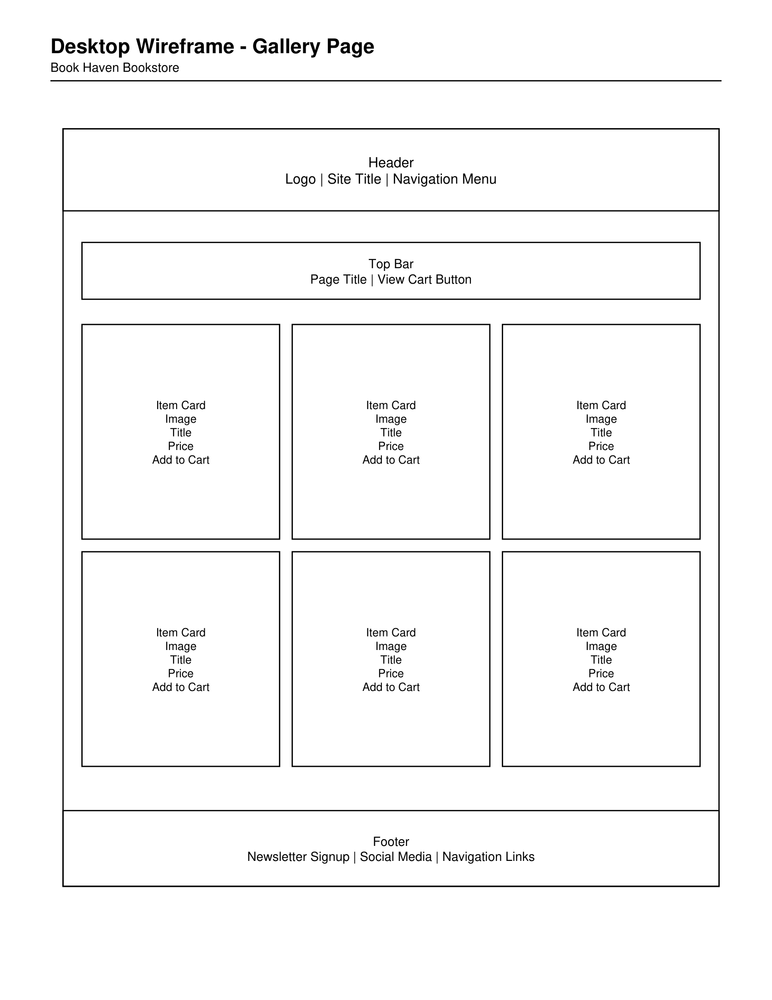 Desktop Wireframe - Gallery Page
Book Haven Bookstore
Header
Logo | Site Title | Navigation Menu
Top Bar
Page Title | View Cart Button
Item Card
Image
Title
Price
Add to Cart
Item Card
Image
Title
Price
Add to Cart
Item Card
Image
Title
Price
Add to Cart
Item Card
Image
Title
Price
Add to Cart
Item Card
Image
Title
Price
Add to Cart
Item Card
Image
Title
Price
Add to Cart
Footer
Newsletter Signup | Social Media | Navigation Links